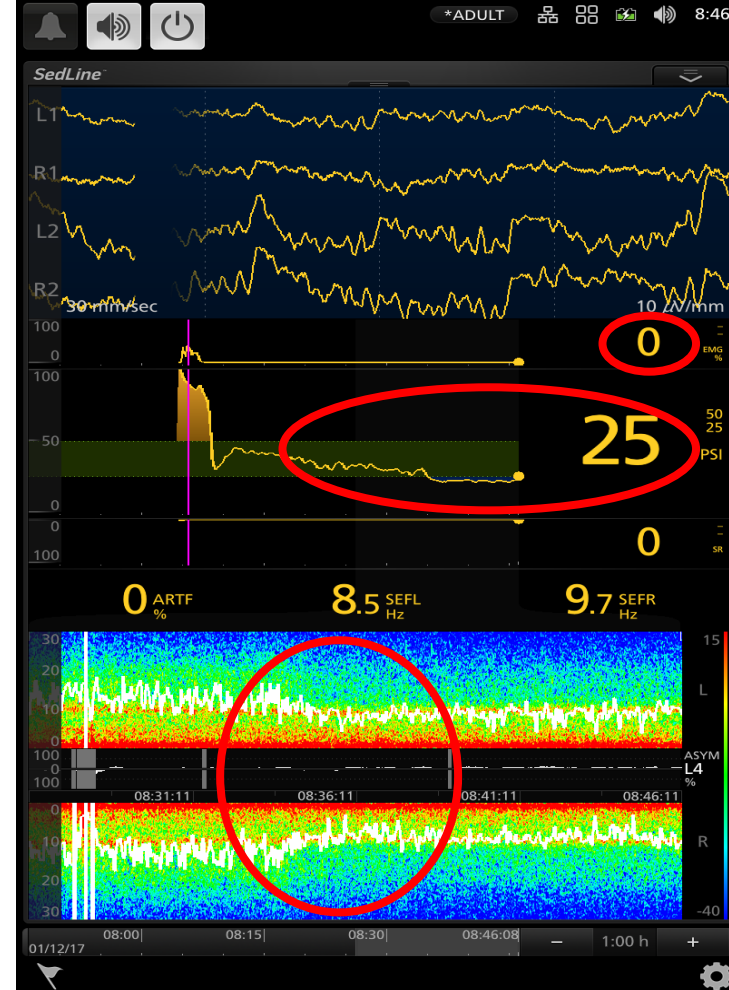 *ADULT 8:46
SedLine
L1
R1
L2
R2
30 mm/sec 10 µV/mm
100
0
0 EMG
%
100
50
0
25 50
25
PSI
0
100
0 SR
0 ARTF
%
8.5 SEFL
Hz
9.7 SEFR
Hz
30
20
10
0
15
L
100
0
100
ASYM
L4
%
08:31:11 08:36:11 08:41:11 08:46:11
0
10
20
30
R
-40
08:00 08:15 08:30 08:46:08
01/12/17
− 1:00 h +